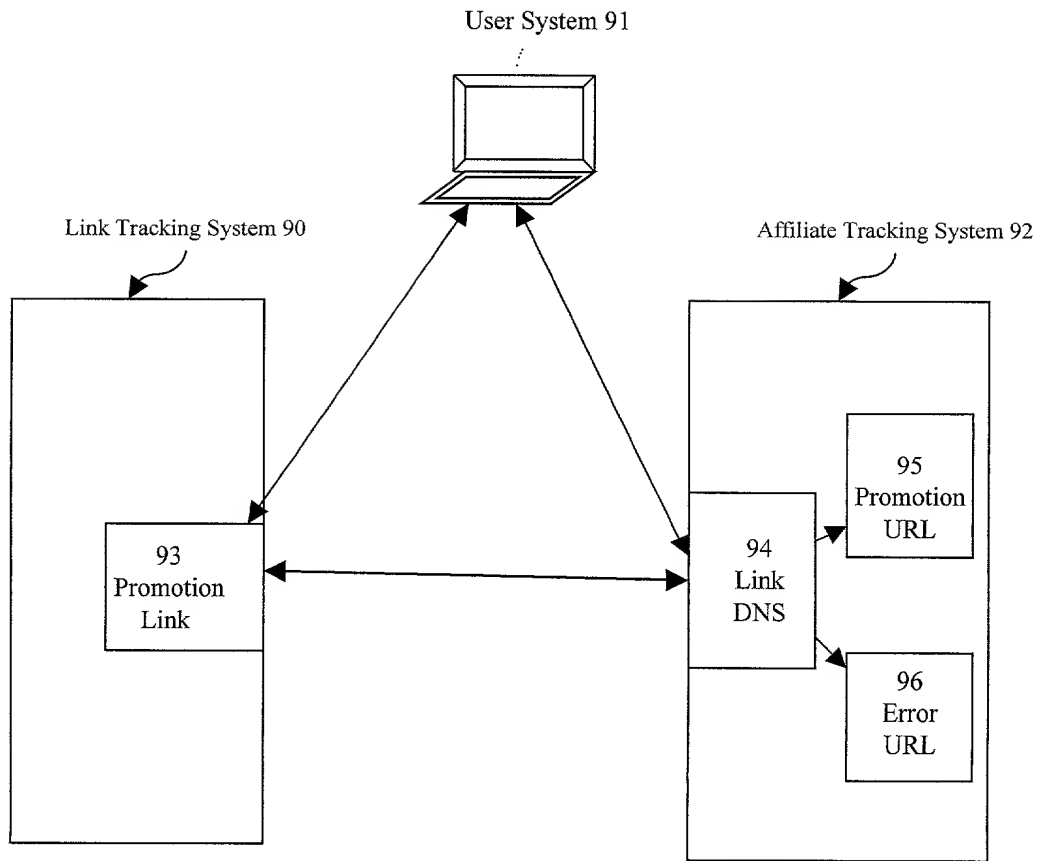 User System 91
Link Tracking System 90
Affiliate Tracking System 92
93
Promotion
Link
94
Link
DNS
95
Promotion
URL
96
Error
URL